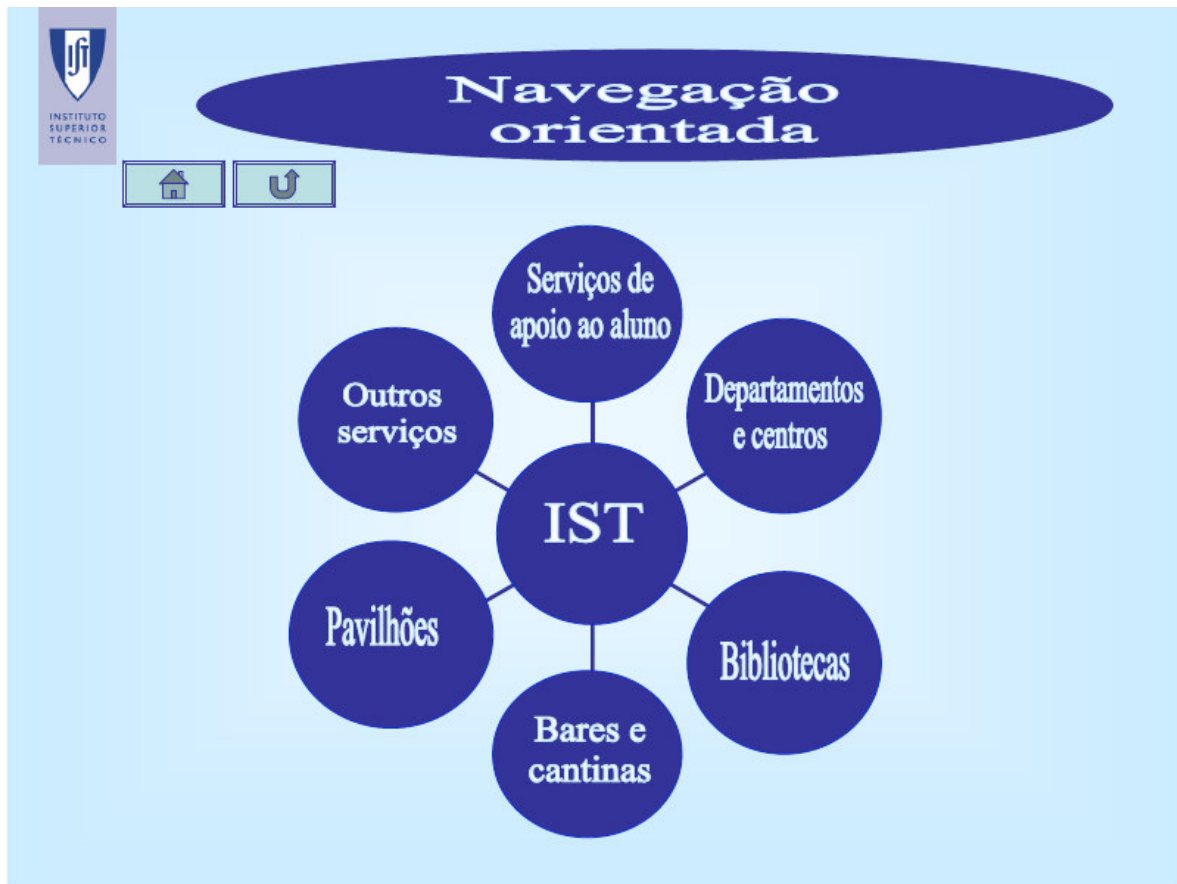 INSTITUTO
SUPERIOR
TÉCNICO
Navegação
orientada
Serviços de
apoio ao aluno
Outros
serviços
Departamentos
e centros
IST
Pavilhões
Bibliotecas
Bares e
cantinas